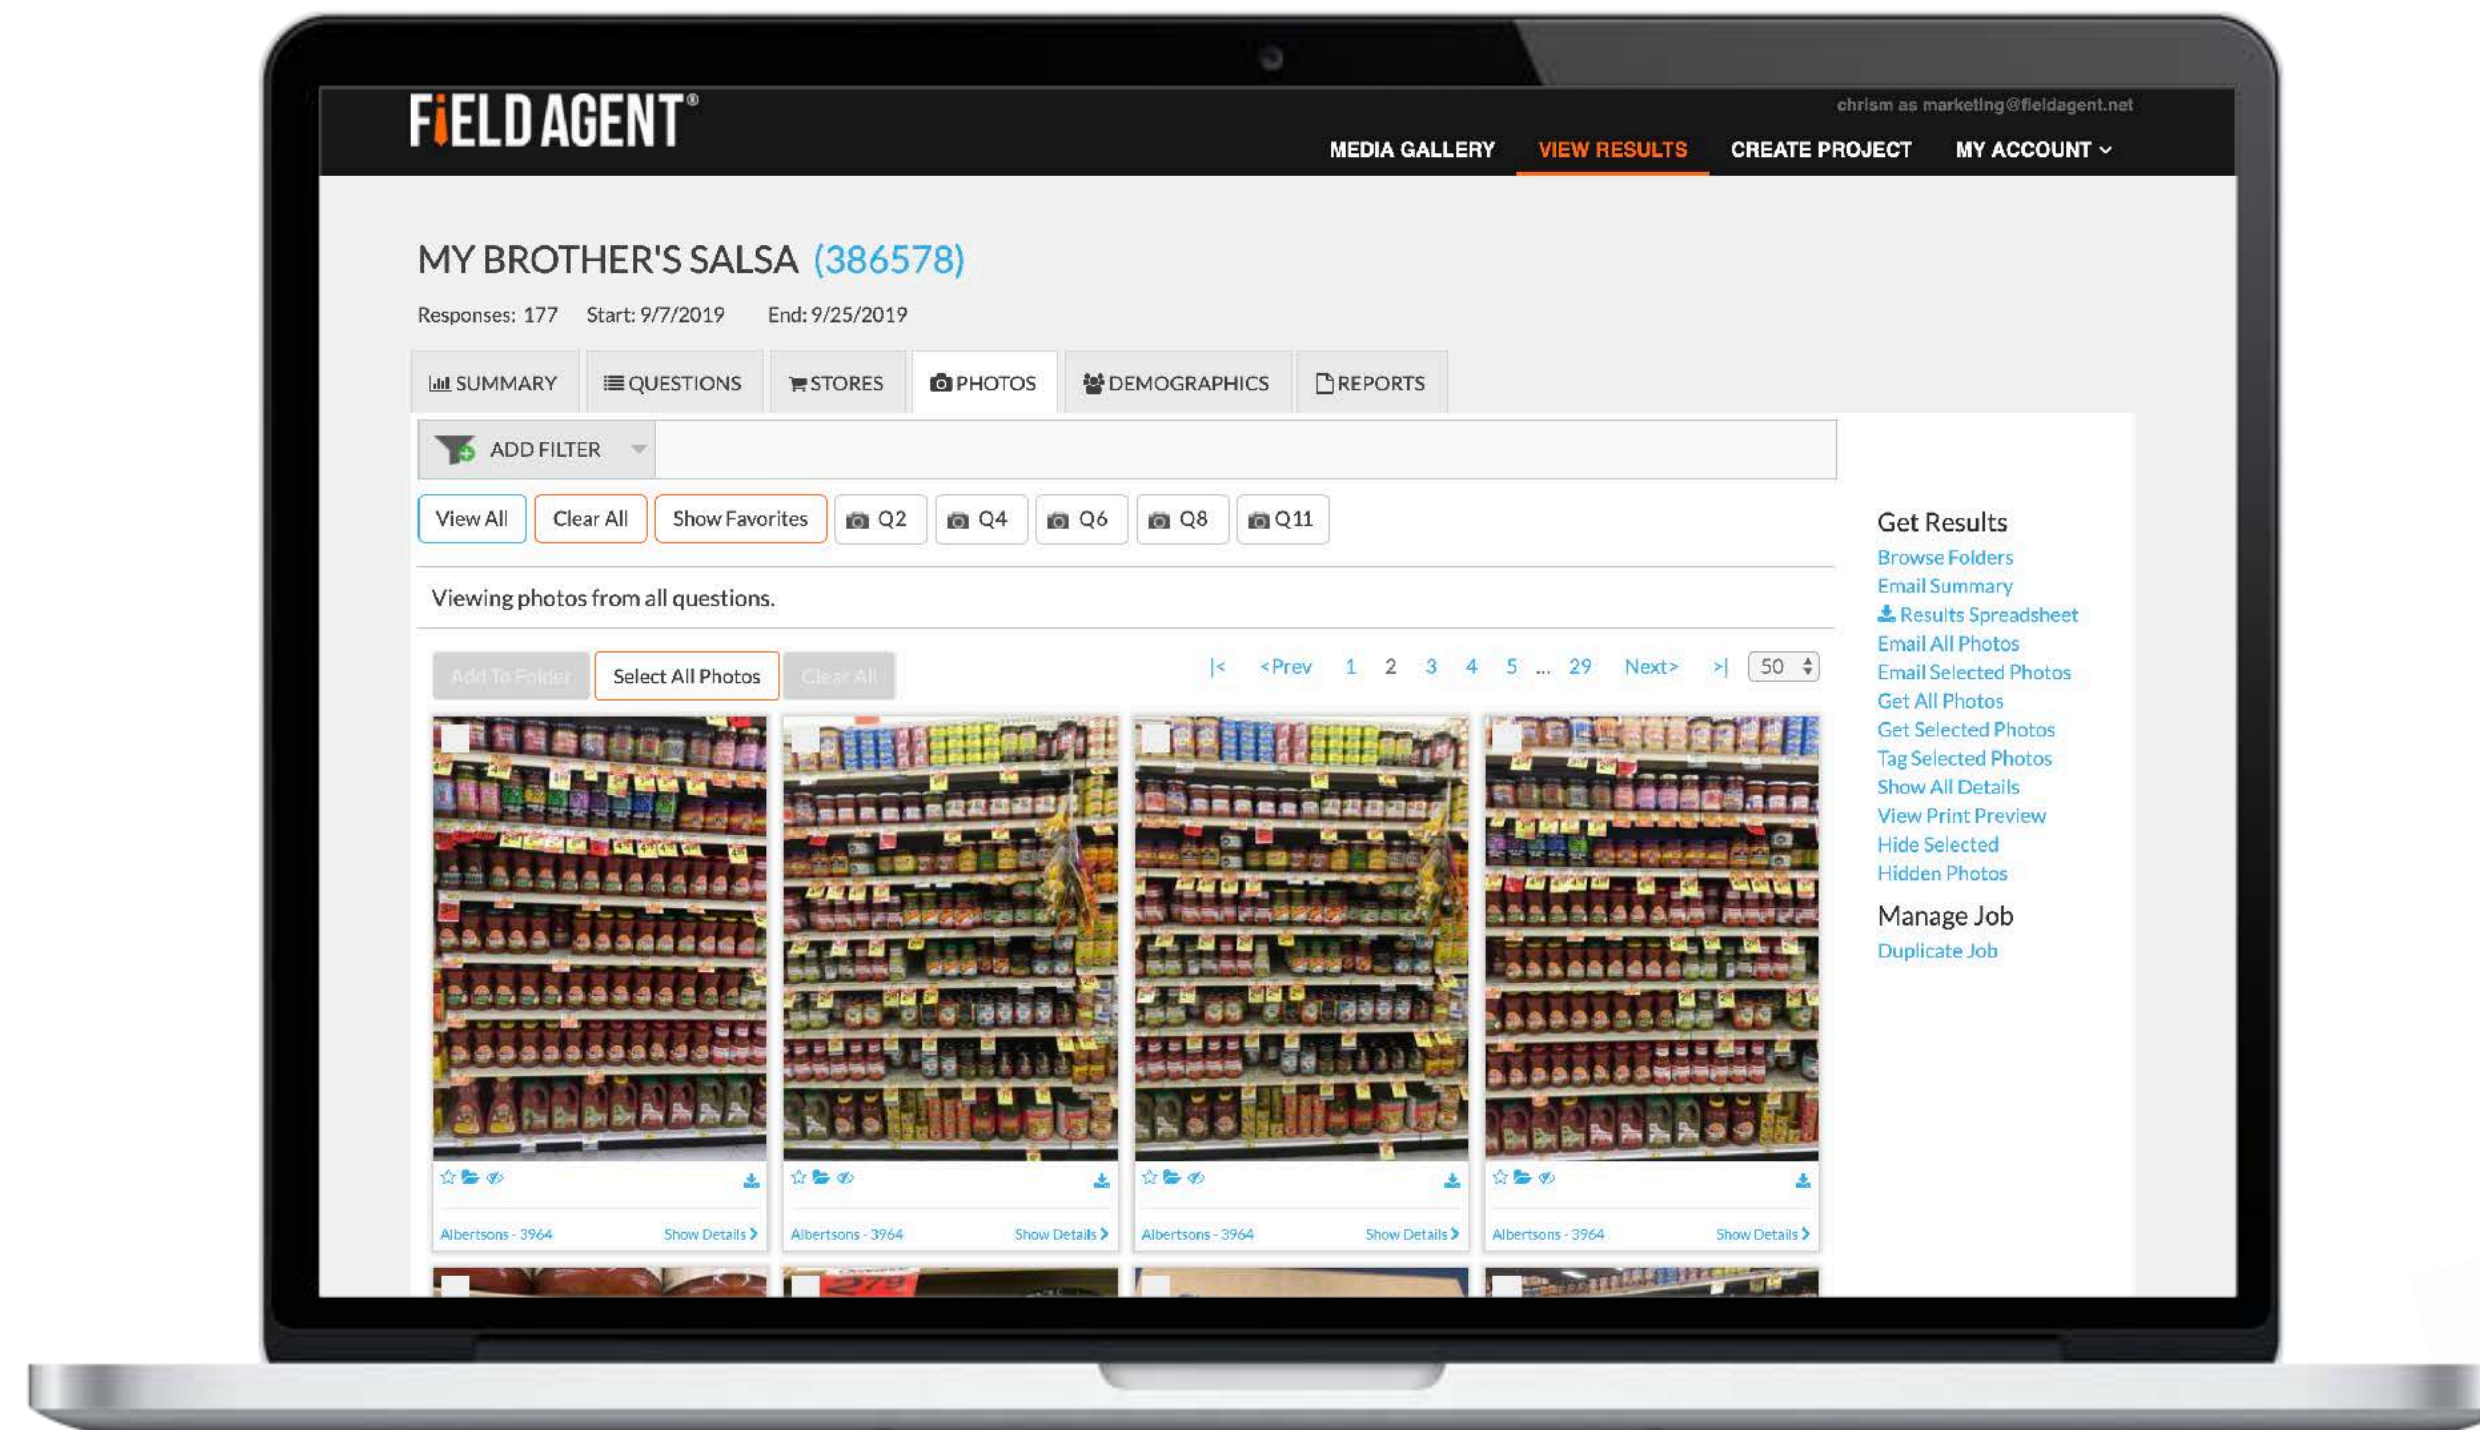 FiELD AGENT®
chrism as marketing@fieldagent.net
MEDIA GALLERY VIEW RESULTS CREATE PROJECT MY ACCOUNT
MY BROTHER'S SALSA (386578)
Responses: 177 Start: 9/7/2019 End: 9/25/2019
SUMMARY QUESTIONS STORES PHOTOS DEMOGRAPHICS REPORTS
ADD FILTER
View All Clear All Show Favorites Q2 Q4 Q6 Q8 Q11
Viewing photos from all questions.
Add To Folder Select All Photos Clear All |< <Prev 1 2 3 4 5 ... 29 Next> >| 50
Albertsons - 3964 Show Details Albertsons - 3964 Show Details Albertsons - 3964 Show Details Albertsons - 3964 Show Details
279
Get Results
Browse Folders
Email Summary
Results Spreadsheet
Email All Photos
Email Selected Photos
Get All Photos
Get Selected Photos
Tag Selected Photos
Show All Details
View Print Preview
Hide Selected
Hidden Photos
Manage Job
Duplicate Job